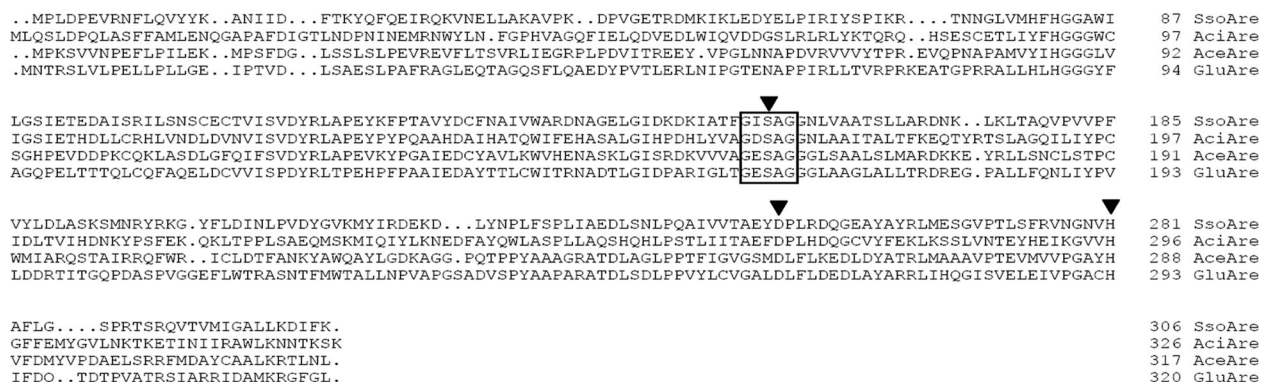 ..MPLDPEVRNFLQVYYK..ANIID..FTKYQFQEIRQKVNELLAKAVPK.DPVGETRDMKIKLEDYELPIRIYSPIKR....TNNGLVMHFHGGAWI 87 SsoAre
MLQSLDPQLASFFAMLENQGAPAFDIGTLNDPNINEMRNWYLN.FGPHVAGQFIELQDVEDLWIQVDDGSLRLRLYKTQRQ..HSESCETLIYFHGGGWC 97 AciAre
..MPKSVVNPEFLPILEK..MPSFDG..LSSLSLPEVREVFLTSVRLIEGRPLPDVITREEY.VPGLNNAPDVRVVVYTPR.EVQPNAPAMVYIHGGGLV 92 AceAre
.MNTRSLVLPELLPLLGE..IPTVD..LSAESLPAFRAGLEQTAGQSFLQAEDYPVTLERLNIPGTENAPPIRLLTVRPRKEATGPRRALLHLHGGGYF 94 GluAre
LGSIETEDAISRILSNSCECTVISVDYRLAPEYKFPTAVYDCFNAIVWARDNAGELGIDKDKIATFGISAGGNLVAATSLLARDNK..LKLTAQVPVVPF 185 SsoAre
IGSIETHDLLCRHLVNDLDVNVISVDYRLAPEYPYPQAAHDAIHATQWIFEHASALGIHPDHLYVAGDSAGGNLAAITALTFKEQTYRTSLAGQILIYPC 197 AciAre
SGHPEVDDPKCQKLASDLGFQIFSVDYRLAPEVKYPGAIEDCYAVLKWVHENASKLGISRDKVVVAGESAGGGLSAALSLMARDKKE.YRLLSNCLSTPC 191 AceAre
AGQPELTTTQLCQFAQELDCVVISPDYRLTPEHPFPAAIEDAYTTLCWITRNADTLGIDPARIGLTGESAGGGLAAGLALLTRDREG.PALLFQNLIYPV 193 GluAre
VYLDLASKSMNRYRKG.YFLDINLPVDYGVKMYIRDEKD..LYNPLFSPLIAEDLSNLPQAIVVTAEYDPLRDQGEAYAYRLMESGVPTLSFRVNGNVH 281 SsoAre
IDLTVIHDNKYPSFEK.QKLTPPLSAEQMSKMIQIYLKNEDFAYQWLASPLLAQSHQHLPSTLIITAEFDPLHDQGCVYFEKLKSSLVNTEYHEIKGVVH 296 AciAre
WMIARQSTAIRRQFWR..ICLDTFANKYAWQAYLGDKAGG.PQTPPYAAAGRATDLAGLPPTFIGVGSMDLFLKEDLDYATRLMAAAVPTEVMVVPGAYH 288 AceAre
LDDRTITGQPDASPVGGEFLWTRASNTFMWTALLNPVAPGSADVSPYAAPARATDLSDLPPVYLCVGALDLFLDEDLAYARRLIHQGISVELEIVPGACH 293 GluAre
AFLG....SPRTSRQVTVMIGALLKDIFK. 306 SsoAre
GFFEMYGVLNKTKETINIIRAWLKNNTKSK 326 AciAre
VFDMYVPDAELSRRFMDAYCAALKRTLNL. 317 AceAre
IFDQ..TDTPVATRSIARRIDAMKRGFGL. 320 GluAre